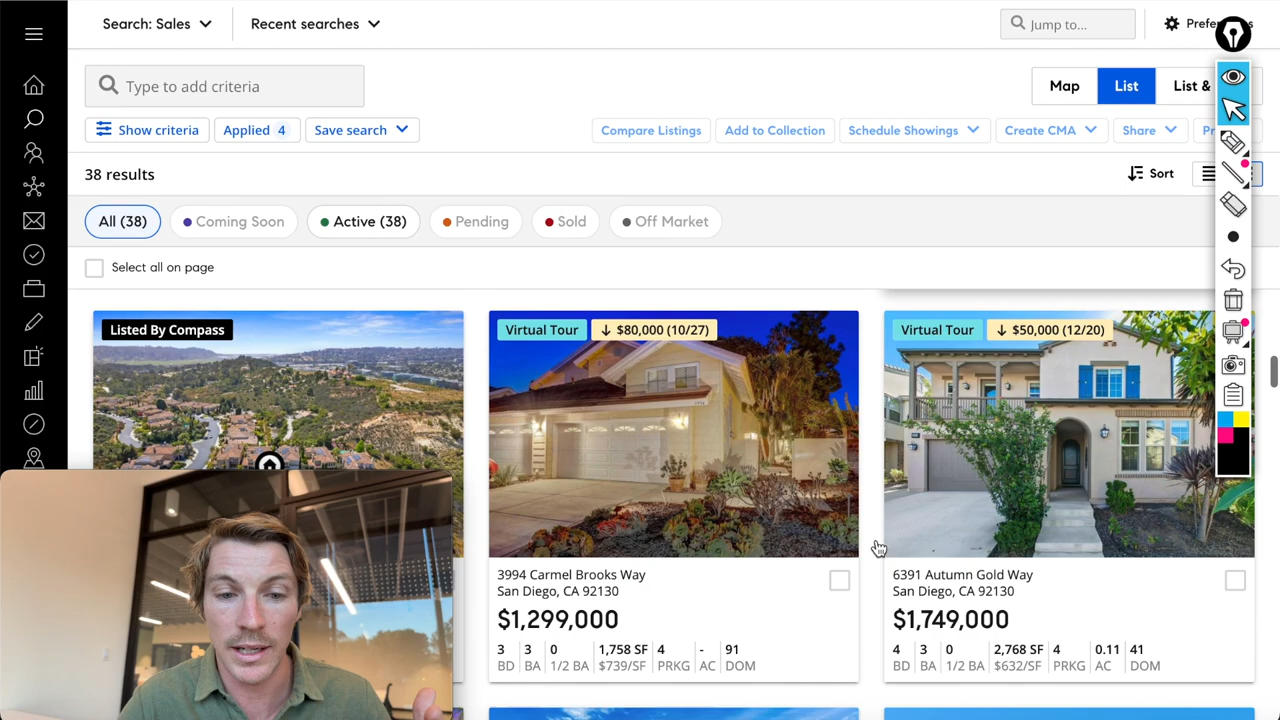 Search: Sales
Recent searches
Jump to...
Type to add criteria
Map
List
List &
Show criteria
Applied 4
Save search
Compare Listings
Add to Collection
Schedule Showings
Create CMA
Share
38 results
Sort
All (38)
Coming Soon
Active (38)
Pending
Sold
Off Market
Select all on page
Listed By Compass
Virtual Tour
↓ $80,000 (10/27)
Virtual Tour
↓ $50,000 (12/20)
3994 Carmel Brooks Way
San Diego, CA 92130
$1,299,000
3 3 0 1,758 SF 4 - 91
BD BA 1/2 BA $739/SF PRKG AC DOM
6391 Autumn Gold Way
San Diego, CA 92130
$1,749,000
4 3 0 2,768 SF 4 0.11 41
BD BA 1/2 BA $632/SF PRKG AC DOM